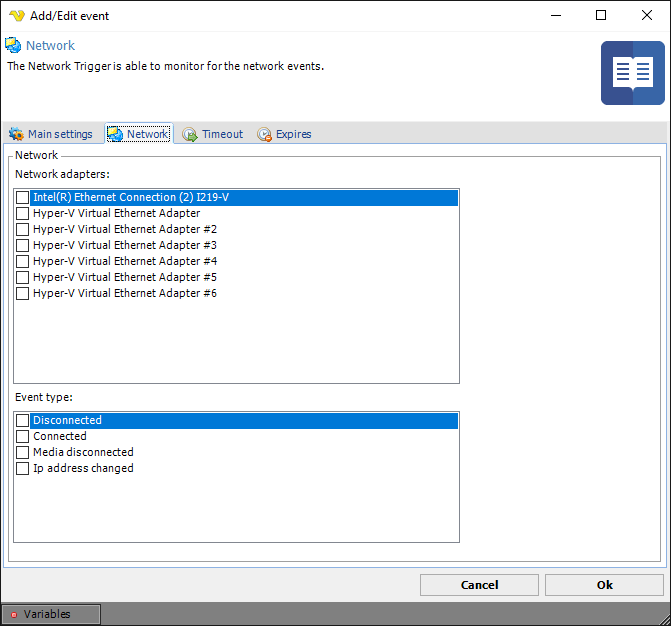 Add/Edit event
Network
The Network Trigger is able to monitor for the network events.
Main settings
Network
Timeout
Expires
Network
Network adapters:
Intel(R) Ethernet Connection (2) I219-V
Hyper-V Virtual Ethernet Adapter
Hyper-V Virtual Ethernet Adapter #2
Hyper-V Virtual Ethernet Adapter #3
Hyper-V Virtual Ethernet Adapter #4
Hyper-V Virtual Ethernet Adapter #5
Hyper-V Virtual Ethernet Adapter #6
Event type:
Disconnected
Connected
Media disconnected
Ip address changed
Cancel
Ok
Variables